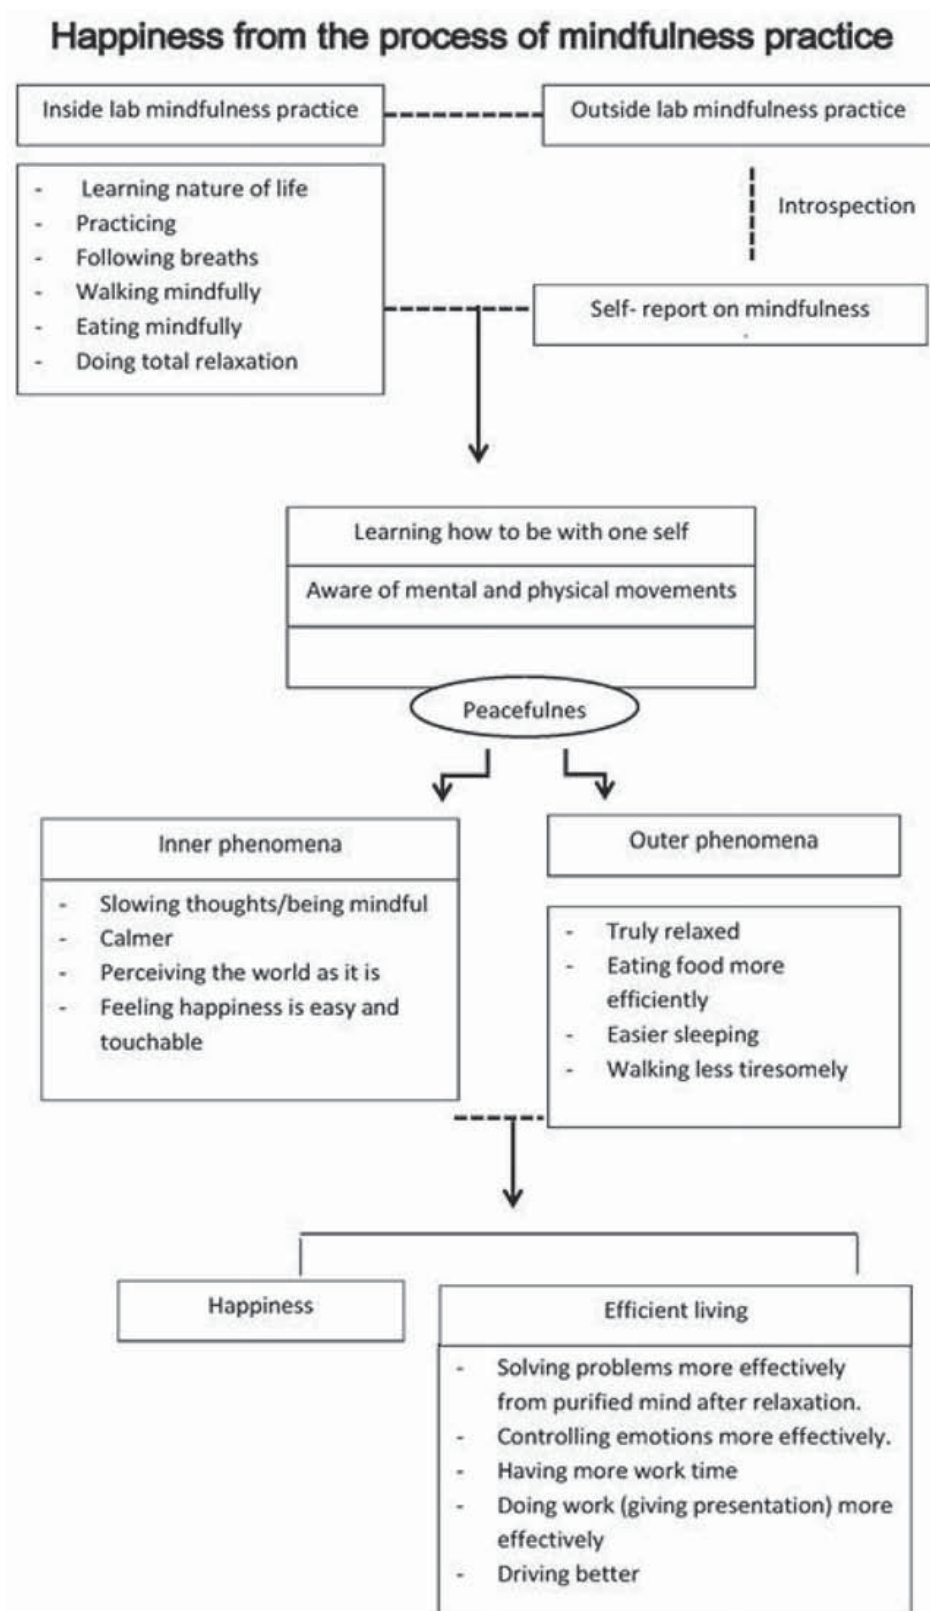 Happiness from the process of mindfulness practice
Inside lab mindfulness practice
Outside lab mindfulness practice
- Learning nature of life
- Practicing
- Following breaths
- Walking mindfully
- Eating mindfully
- Doing total relaxation
Introspection
Self- report on mindfulness
.
Learning how to be with one self
Aware of mental and physical movements
Peacefulnes
Inner phenomena
- Slowing thoughts/being mindful
- Calmer
- Perceiving the world as it is
- Feeling happiness is easy and
touchable
Outer phenomena
- Truly relaxed
- Eating food more
efficiently
- Easier sleeping
- Walking less tiresomely
Happiness
Efficient living
- Solving problems more effectively
from purified mind after relaxation.
- Controlling emotions more effectively.
- Having more work time
- Doing work (giving presentation) more
effectively
- Driving better